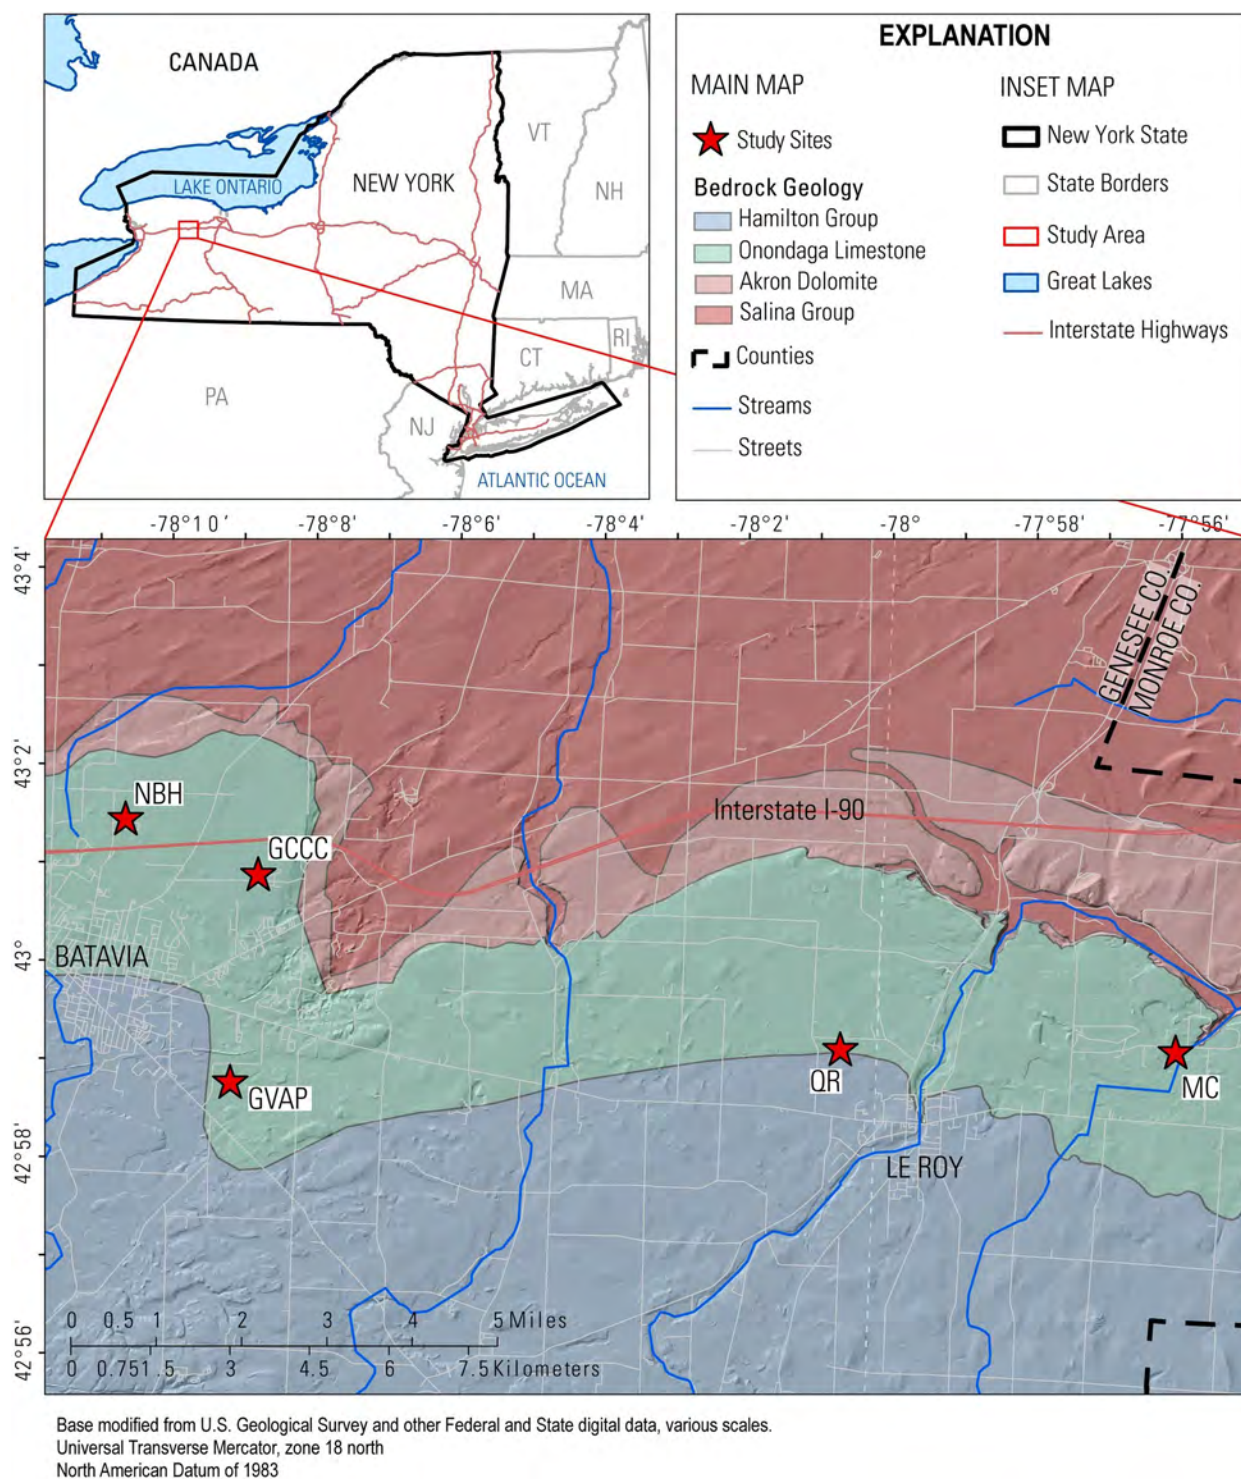 CANADA
VT
NH
LAKE ONTARIO
NEW YORK
MA
RI
CT
PA
NJ
ATLANTIC OCEAN
EXPLANATION
MAIN MAP
Study Sites
Bedrock Geology
Hamilton Group
Onondaga Limestone
Akron Dolomite
Salina Group
Counties
Streams
Streets
INSET MAP
New York State
State Borders
Study Area
Great Lakes
Interstate Highways
-78°10'
-78°8'
-78°6'
-78°4'
-78°2'
-78°
-77°58'
-77°56'
43°4'
43°2'
43°
42°58'
42°56'
GENESEE CO.
MONROE CO.
NBH
GCCC
Interstate I-90
BATAVIA
GVAP
QR
MC
LE ROY
0 0.5 1 2 3 4 5 Miles
0 0.751.5 3 4.5 6 7.5 Kilometers
Base modified from U.S. Geological Survey and other Federal and State digital data, various scales.
Universal Transverse Mercator, zone 18 north
North American Datum of 1983